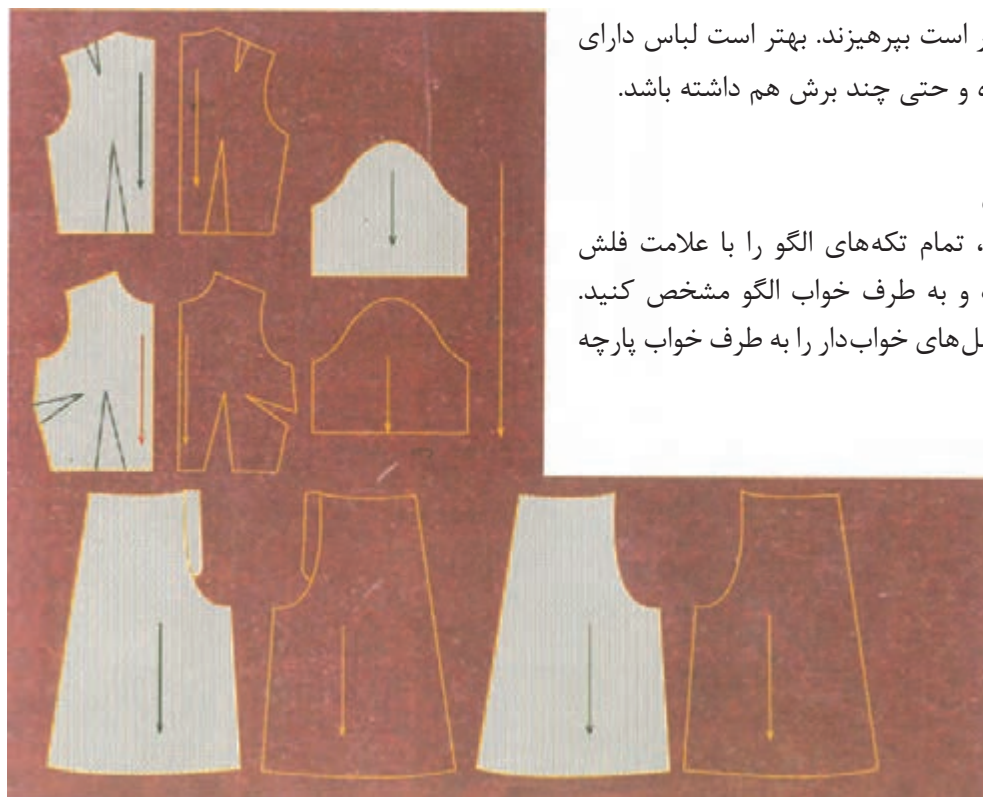 است بپرهیزند. بهتر است لباس دارای
و حتی چند برش هم داشته باشد.
، تمام تکه‌های الگو را با علامت فلش
و به طرف خواب الگو مشخص کنید.
خواب‌دار را به طرف خواب پارچه